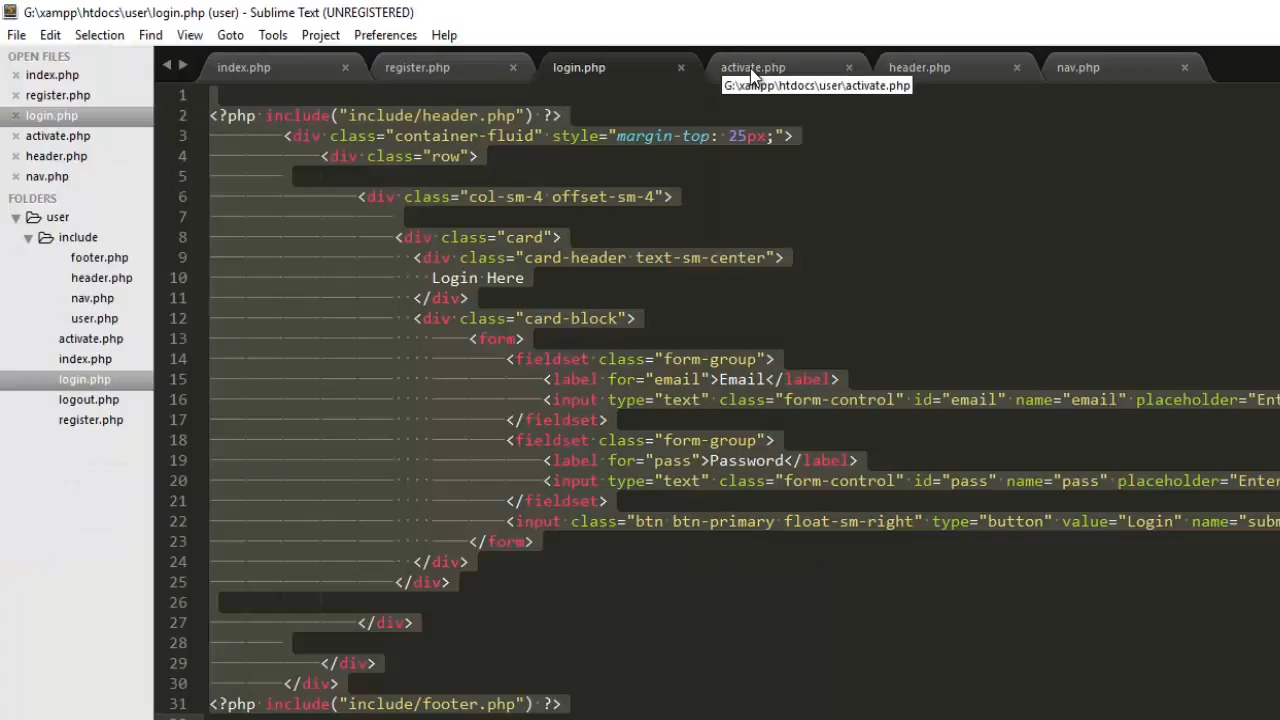 G:\xampp\htdocs\user\login.php (user) - Sublime Text (UNREGISTERED)
File Edit Selection Find View Goto Tools Project Preferences Help
OPEN FILES
index.php
register.php
login.php
activate.php
header.php
nav.php
FOLDERS
user
include
footer.php
header.php
nav.php
user.php
activate.php
index.php
login.php
logout.php
register.php
index.php register.php login.php activate.php header.php nav.php
G:\xampp\htdocs\user\activate.php
1
2 <?php include("include/header.php") ?>
3 <div class="container-fluid" style="margin-top: 25px;">
4 <div class="row">
5
6 <div class="col-sm-4 offset-sm-4">
7
8 <div class="card">
9 <div class="card-header text-sm-center">
10 Login Here
11 </div>
12 <div class="card-block">
13 <form>
14 <fieldset class="form-group">
15 <label for="email">Email</label>
16 <input type="text" class="form-control" id="email" name="email" placeholder="Ent
17 </fieldset>
18 <fieldset class="form-group">
19 <label for="pass">Password</label>
20 <input type="text" class="form-control" id="pass" name="pass" placeholder="Enter
21 </fieldset>
22 <input class="btn btn-primary float-sm-right" type="button" value="Login" name="subm
23 </form>
24 </div>
25 </div>
26
27 </div>
28
29 </div>
30 </div>
31 <?php include("include/footer.php") ?>